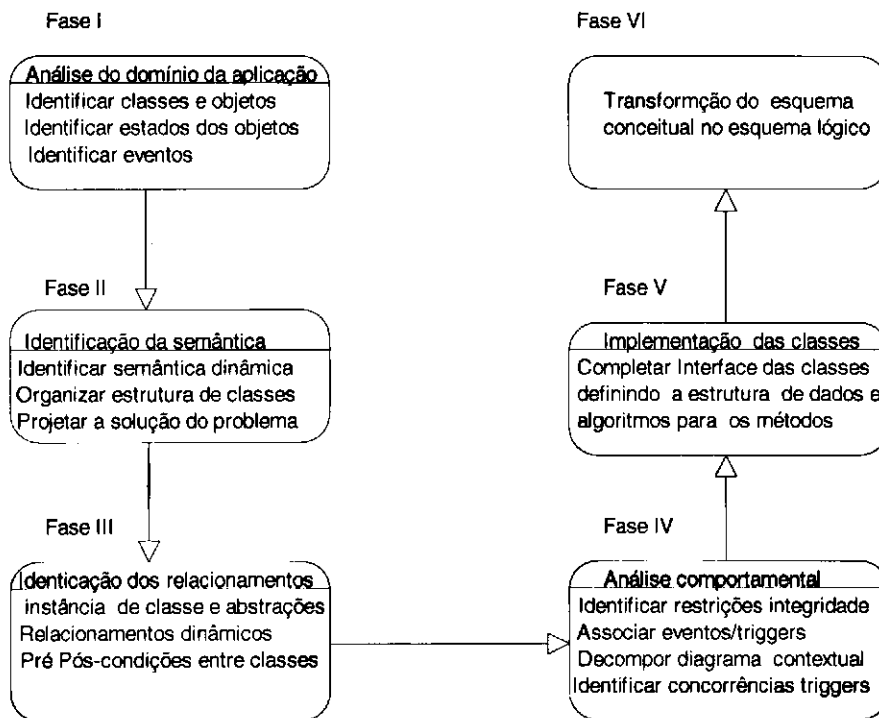 Fase I
Análise do domínio da aplicação
Identificar classes e objetos
Identificar estados dos objetos
Identificar eventos
Fase II
Identificação da semântica
Identificar semântica dinâmica
Organizar estrutura de classes
Projetar a solução do problema
Fase III
Identicação dos relacionamentos
instância de classe e abstrações
Relacionamentos dinâmicos
Pré Pós-condições entre classes
Fase IV
Análise comportamental
Identificar restrições integridade
Associar eventos/triggers
Decompor diagrama contextual
Identificar concorrências triggers
Fase V
Implementação das classes
Completar Interface das classes
definindo a estrutura de dados e
algoritmos para os métodos
Fase VI
Transformção do esquema
conceitual no esquema lógico